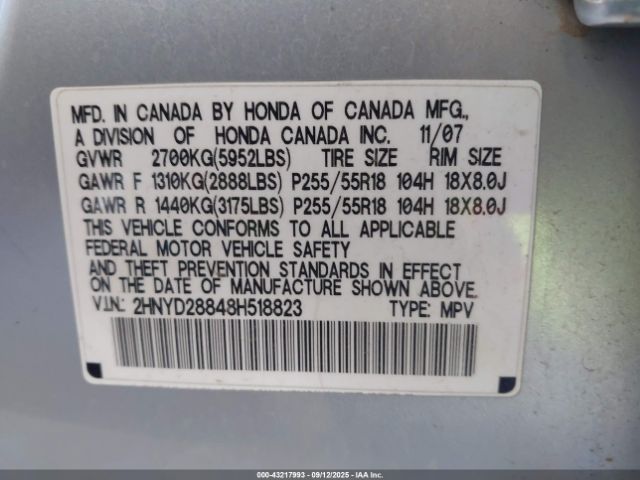 MFD. IN CANADA BY HONDA OF CANADA MFG.,
A DIVISION OF HONDA CANADA INC. 11/07
GVWR 2700KG(5952LBS) TIRE SIZE RIM SIZE
GAWR F 1310KG(2888LBS) P255/55R18 104H 18X8.0J
GAWR R 1440KG(3175LBS) P255/55R18 104H 18X8.0J
THIS VEHICLE CONFORMS TO ALL APPLICABLE
FEDERAL MOTOR VEHICLE SAFETY
AND THEFT PREVENTION STANDARDS IN EFFECT
ON THE DATE OF MANUFACTURE SHOWN ABOVE.
V.I.N.: 2HNYD28848H518823 TYPE: MPV
000-43217993 - 09/12/2025 - IAAI.com